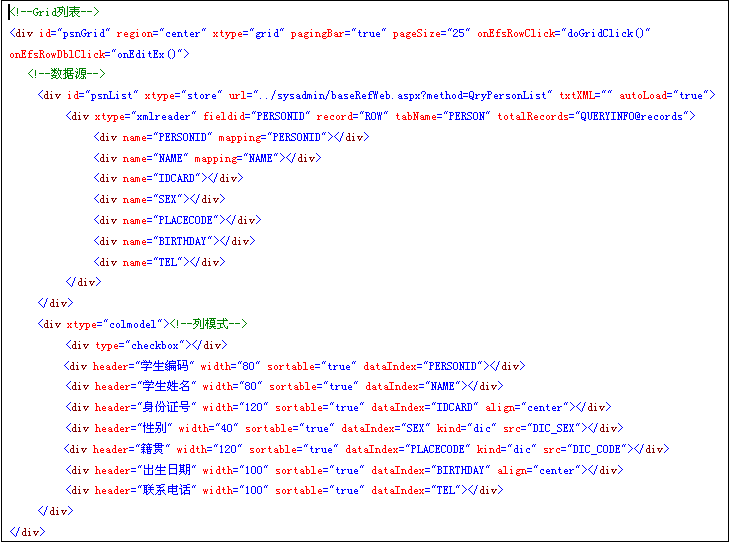 <!--Grid列表-->
<div id="psnGrid" region="center" xtype="grid" pagingBar="true" pageSize="25" onEfsRowClick="doGridClick()"
onEfsRowDblClick="onEditEx()">
<!--数据源-->
<div id="psnList" xtype="store" url="../sysadmin/baseRefWeb.aspx?method=QryPersonList" txtXML="" autoLoad="true">
<div xtype="xmlreader" fieldid="PERSONID" record="ROW" tabName="PERSON" totalRecords="QUERYINFO@records">
<div name="PERSONID" mapping="PERSONID"></div>
<div name="NAME" mapping="NAME"></div>
<div name="IDCARD"></div>
<div name="SEX"></div>
<div name="PLACECODE"></div>
<div name="BIRTHDAY"></div>
<div name="TEL"></div>
</div>
</div>
<div xtype="colmodel"><!--列模式-->
<div type="checkbox"></div>
<div header="学生编码" width="80" sortable="true" dataIndex="PERSONID"></div>
<div header="学生姓名" width="80" sortable="true" dataIndex="NAME"></div>
<div header="身份证号" width="120" sortable="true" dataIndex="IDCARD" align="center"></div>
<div header="性别" width="40" sortable="true" dataIndex="SEX" kind="dic" src="DIC_SEX"></div>
<div header="籍贯" width="120" sortable="true" dataIndex="PLACECODE" kind="dic" src="DIC_CODE"></div>
<div header="出生日期" width="100" sortable="true" dataIndex="BIRTHDAY" align="center"></div>
<div header="联系电话" width="100" sortable="true" dataIndex="TEL"></div>
</div>
</div>